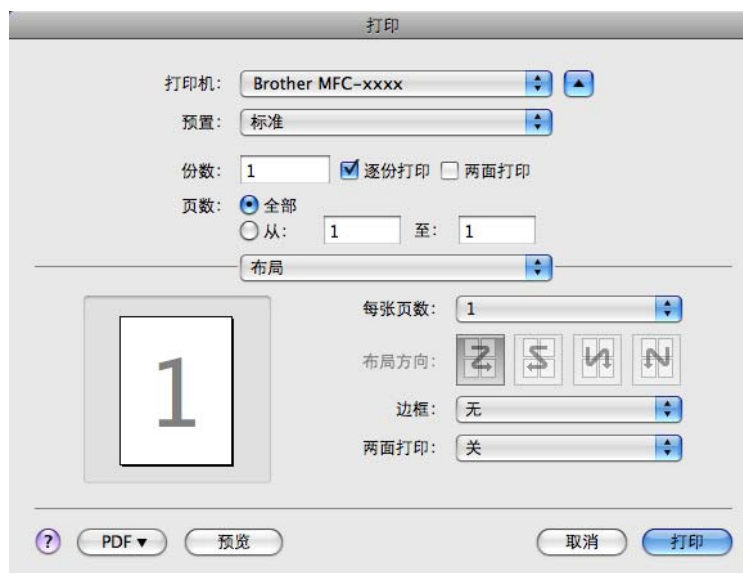 打印
打印机: Brother MFC-xxxx
预置: 标准
份数: 1 逐份打印 两面打印
页数: 全部
从: 1 至: 1
布局
每张页数: 1
1
布局方向:
边框: 无
两面打印: 关
? PDF▼ 预览 取消 打印